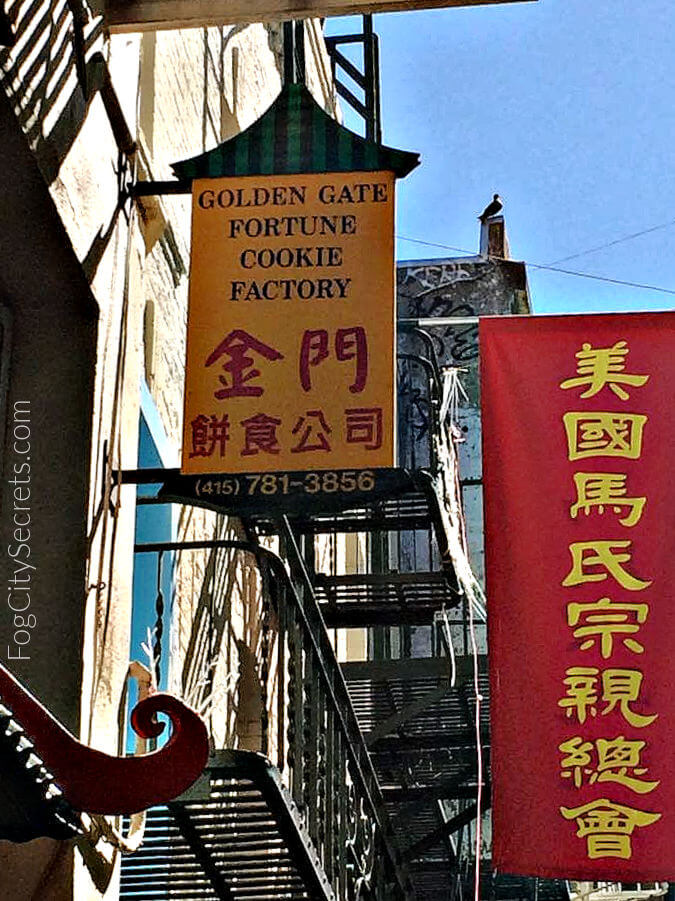 GOLDEN GATE
FORTUNE
COOKIE
FACTORY
金門
餅食公司
(415) 781-3856
美國馬氏宗親總會
FogCitySecrets.com